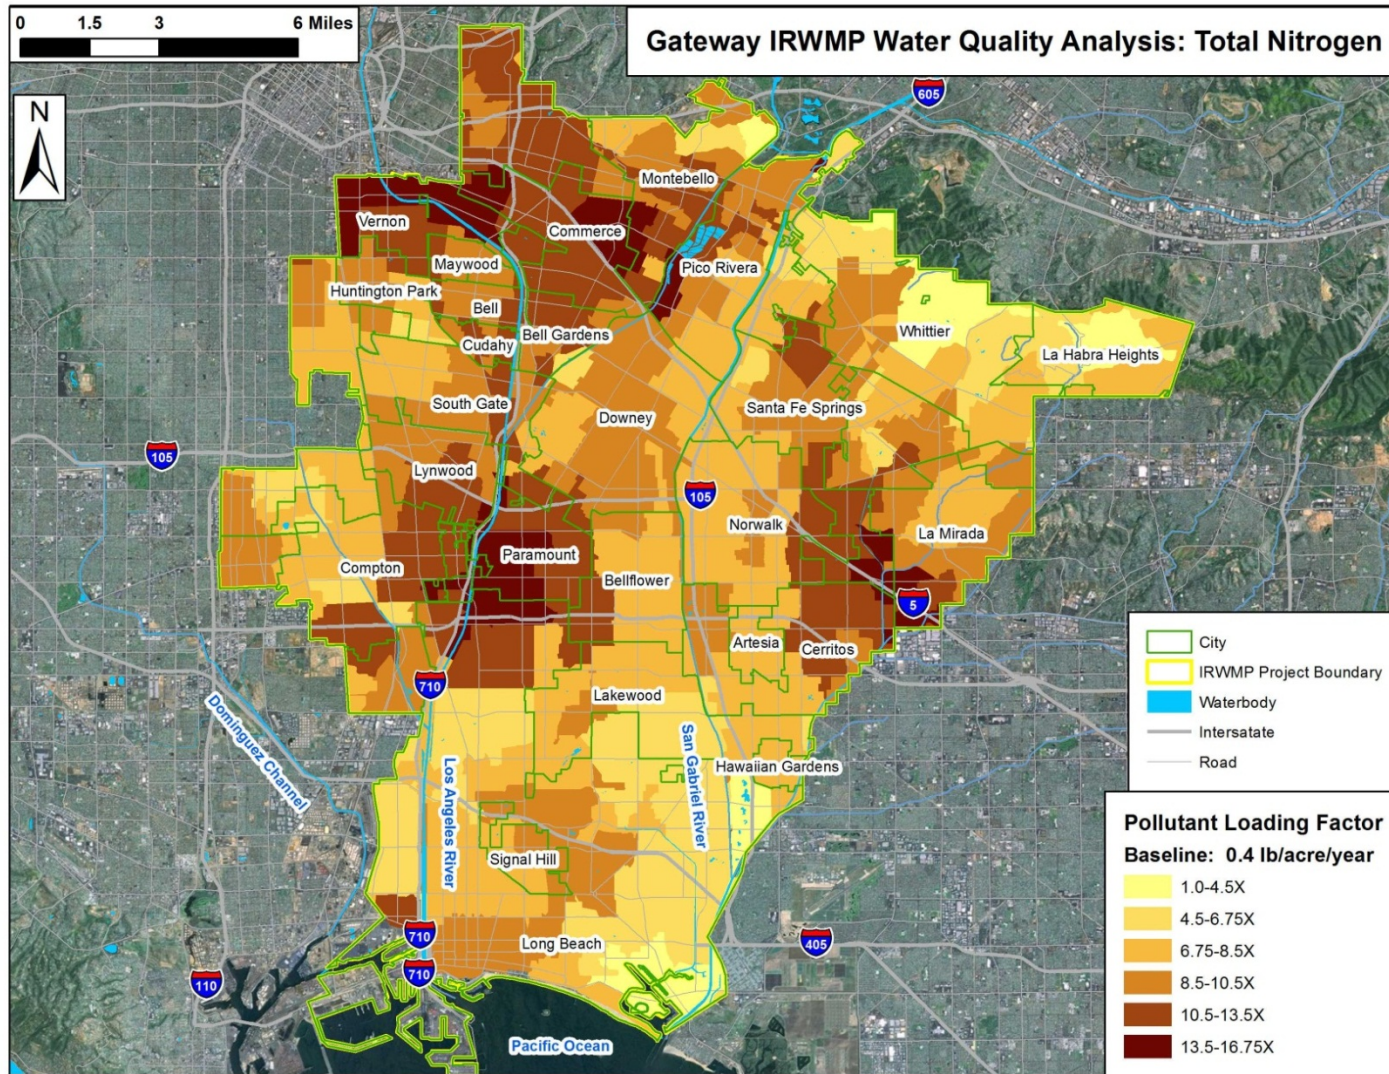 0 1.5 3 6 Miles
Gateway IRWMP Water Quality Analysis: Total Nitrogen
N
605
Montebello
Vernon
Commerce
Maywood
Pico Rivera
Huntington Park
Bell
Whittier
Bell Gardens
Cudahy
La Habra Heights
South Gate
Downey
Santa Fe Springs
105
Lynwood
105
Norwalk
La Mirada
Paramount
Compton
Bellflower
5
Artesia
Cerritos
710
Lakewood
Dominguez Channel
Los Angeles River
San Gabriel River
Hawaiian Gardens
Signal Hill
710
Long Beach
405
710
110
Pacific Ocean
City
IRWMP Project Boundary
Waterbody
Intersatate
Road
Pollutant Loading Factor
Baseline: 0.4 lb/acre/year
1.0-4.5X
4.5-6.75X
6.75-8.5X
8.5-10.5X
10.5-13.5X
13.5-16.75X